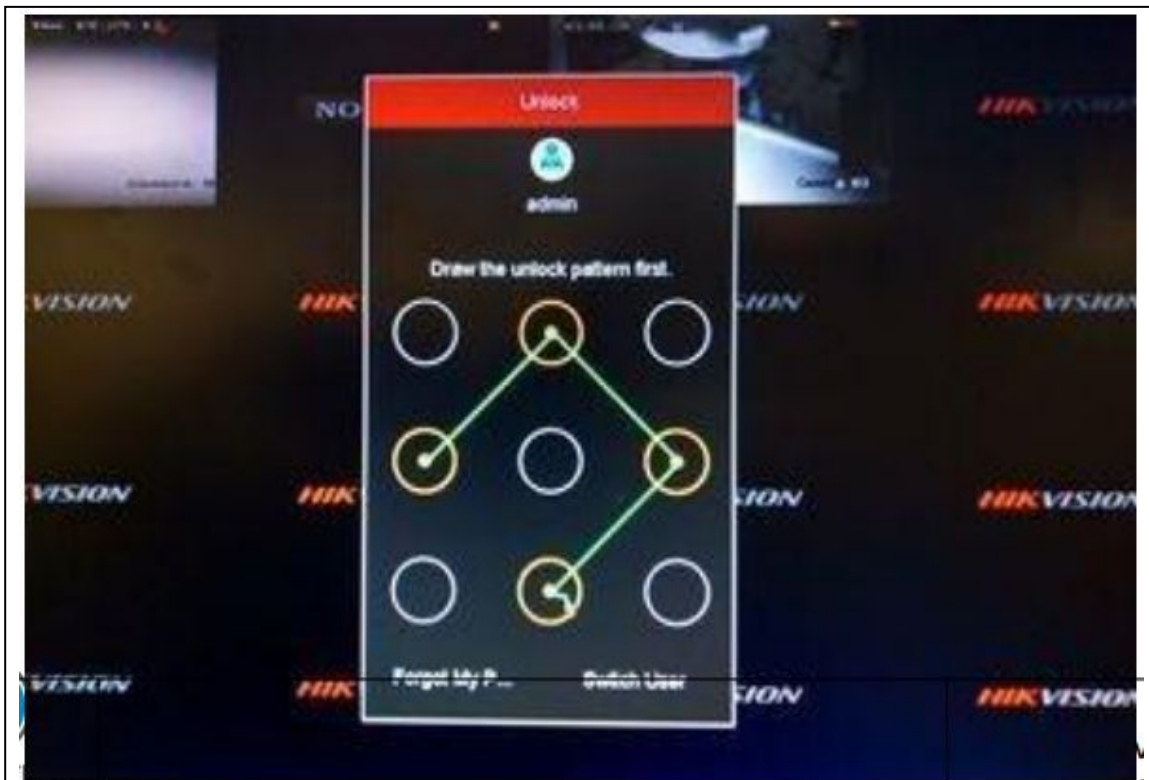 NO
Unlock
HIKVISION
admin
Draw the unlock pattern first.
VISION
HIK
SION
HIKVISION
VISION
HIK
SION
HIKVISION
Forgot My P...
Switch User
VISION
HIK
SION
HIKVISION